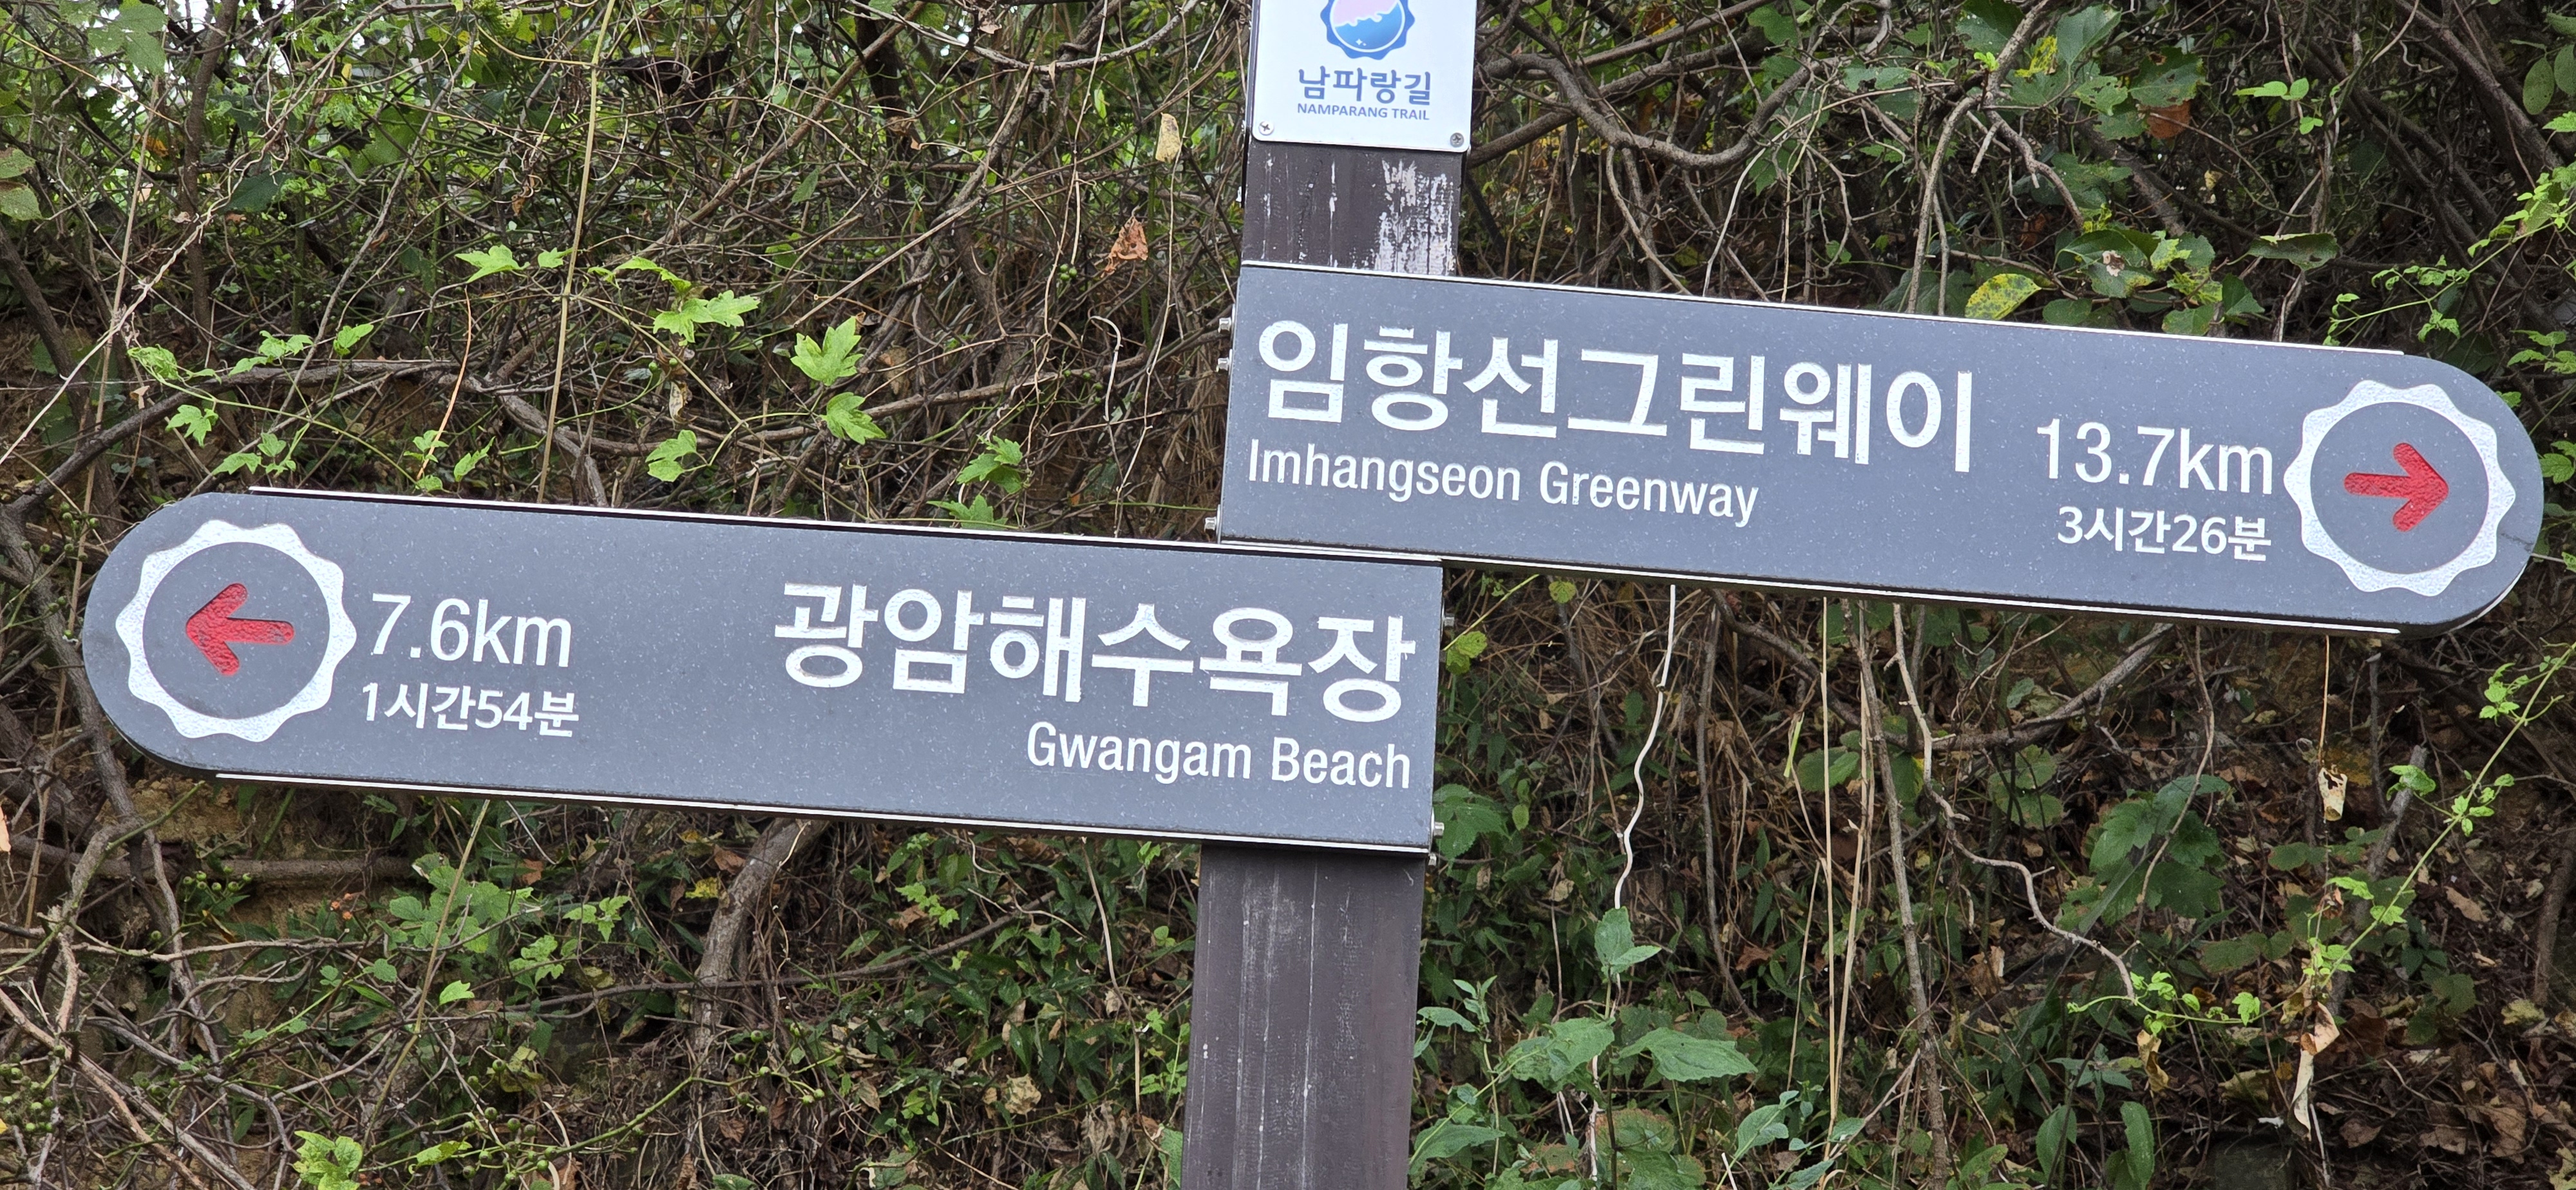 남파랑길
NAMPARANG TRAIL
임항선그린웨이
Imhangseon Greenway
13.7km
3시간26분
7.6km
1시간54분
광암해수욕장
Gwangam Beach